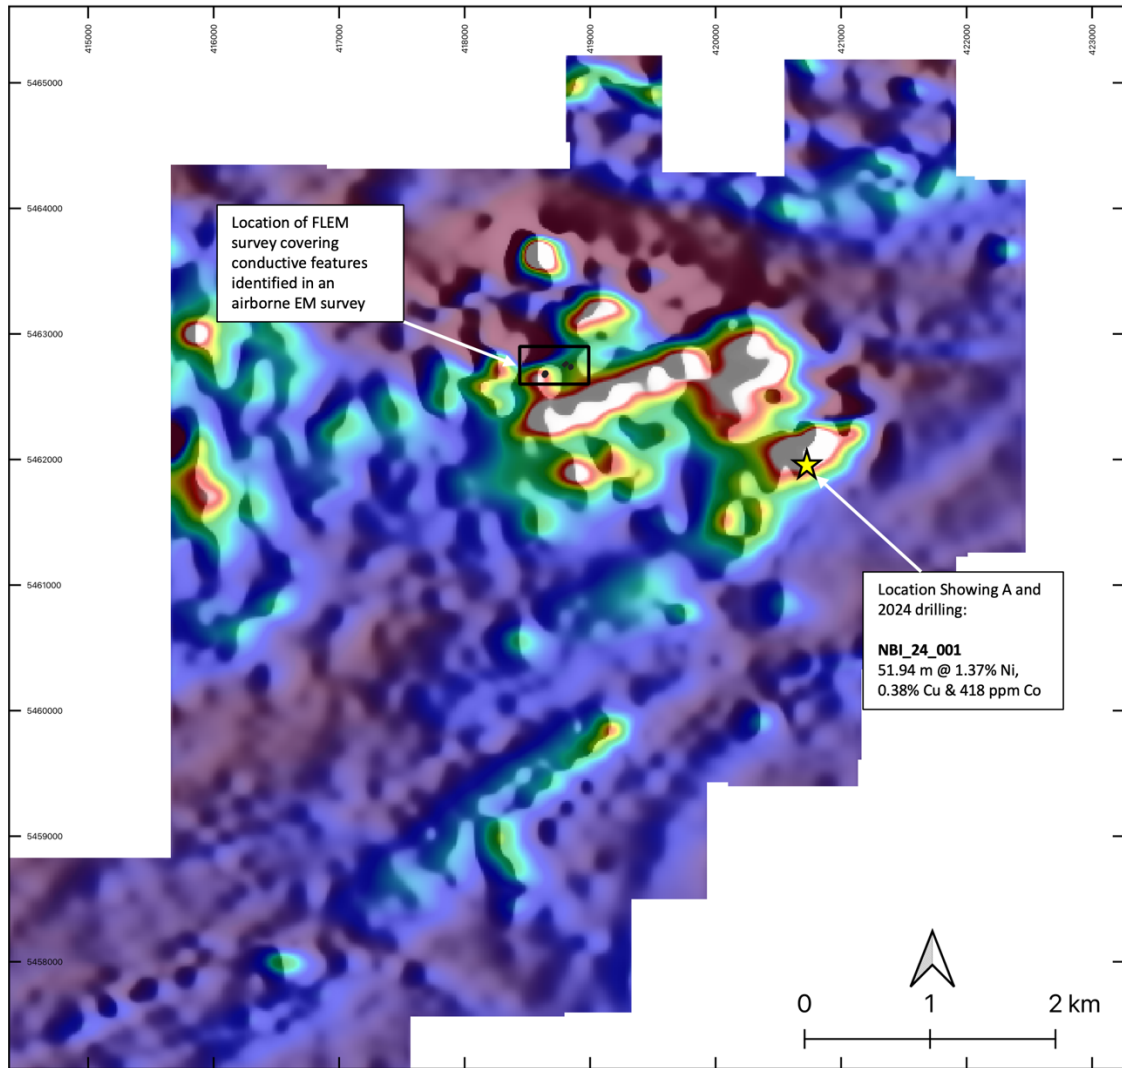 415000
416000
417000
418000
419000
420000
421000
422000
423000
5465000
5464000
5463000
5462000
5461000
5460000
5459000
5458000
Location of FLEM
survey covering
conductive features
identified in an
airborne EM survey
Location Showing A and
2024 drilling:
NBI_24_001
51.94 m @ 1.37% Ni,
0.38% Cu & 418 ppm Co
0 1 2 km